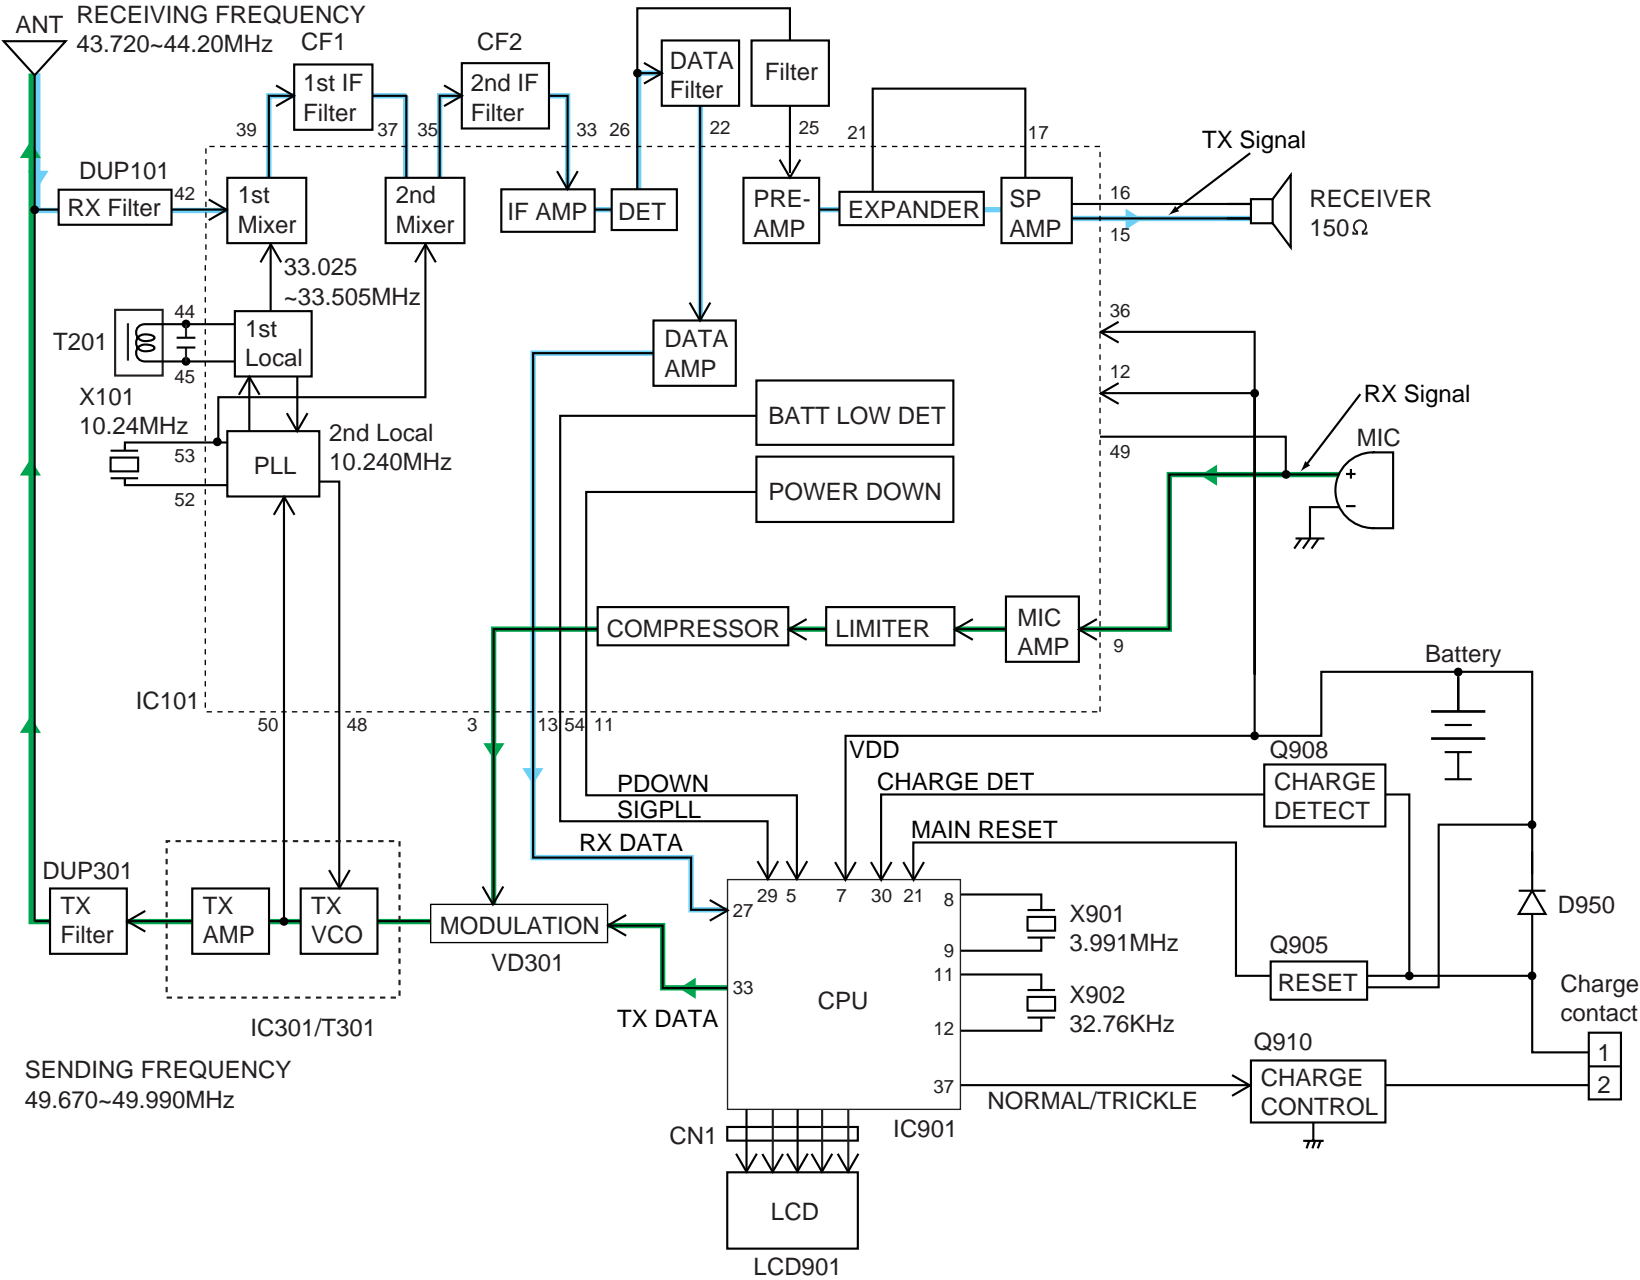 ANT
RECEIVING FREQUENCY
43.720~44.20MHz
CF1
1st IF
Filter
CF2
2nd IF
Filter
DATA
Filter
Filter
39
37
35
33
26
22
25
21
17
TX Signal
DUP101
RX Filter
42
1st
Mixer
2nd
Mixer
IF AMP
DET
PRE-
AMP
EXPANDER
SP
AMP
16
15
RECEIVER
150Ω
33.025
~33.505MHz
T201
44
45
1st
Local
DATA
AMP
36
12
X101
10.24MHz
53
52
PLL
2nd Local
10.240MHz
BATT LOW DET
POWER DOWN
49
RX Signal
MIC
+
−
COMPRESSOR
LIMITER
MIC
AMP
9
Battery
IC101
50
48
3
13
54
11
VDD
Q908
CHARGE
DETECT
PDOWN
CHARGE DET
SIGPLL
MAIN RESET
RX DATA
DUP301
TX
Filter
TX
AMP
TX
VCO
MODULATION
VD301
29
5
7
30
21
27
33
8
9
11
12
37
X901
3.991MHz
X902
32.76KHz
D950
Q905
RESET
CPU
TX DATA
IC301/T301
Charge
contact
1
2
Q910
CHARGE
CONTROL
SENDING FREQUENCY
49.670~49.990MHz
NORMAL/TRICKLE
CN1
IC901
LCD
LCD901